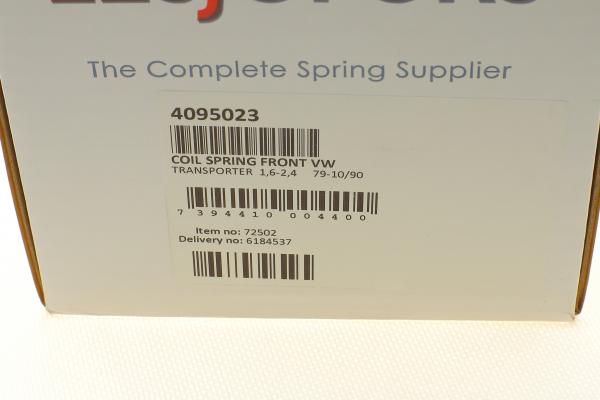 The Complete Spring Supplier
4095023
COIL SPRING FRONT VW
TRANSPORTER 1,6-2,4 79-10/90
7 394410 004400
Item no: 72502
Delivery no: 6184537